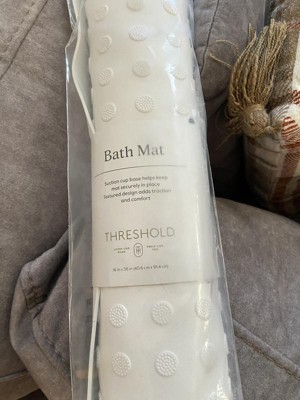 Bath Mat
Suction cup base helps keep
mat securely in place
Textured design adds traction
and comfort
THRESHOLD